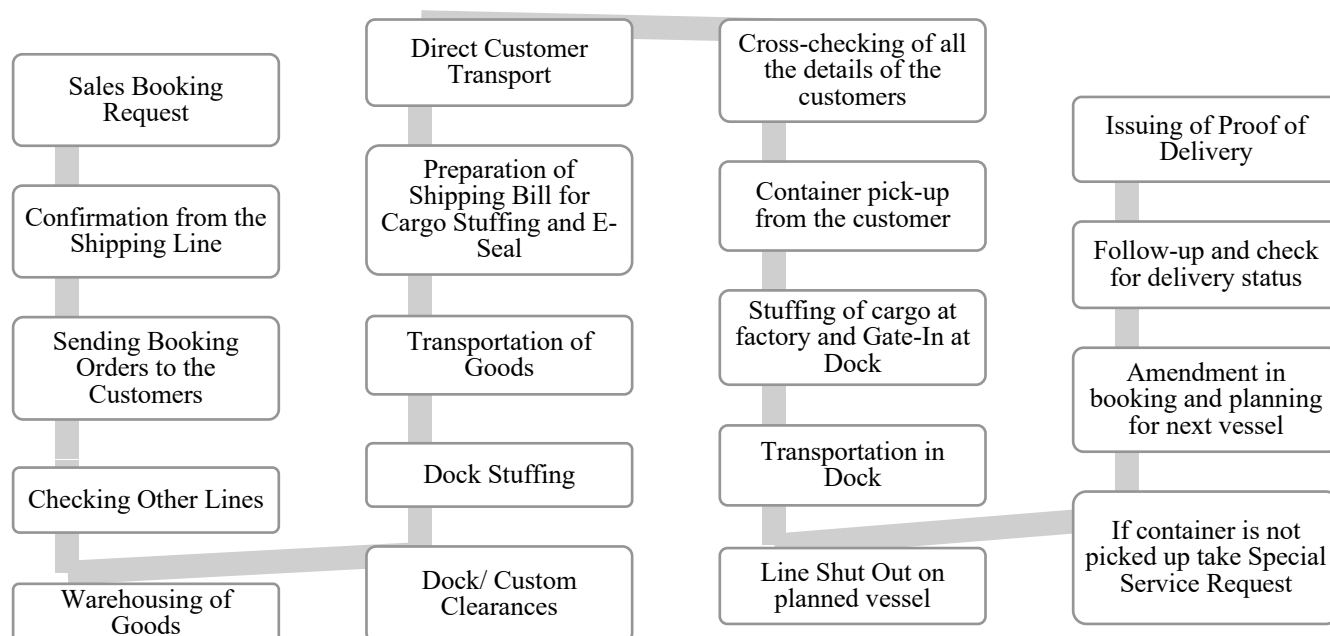 Sales Booking
Request
Confirmation from the
Shipping Line
Sending Booking
Orders to the
Customers
Checking Other Lines
Warehousing of
Goods
Dock/ Custom
Clearances
Dock Stuffing
Transportation of
Goods
Preparation of
Shipping Bill for
Cargo Stuffing and E-
Seal
Direct Customer
Transport
Cross-checking of all
the details of the
customers
Container pick-up
from the customer
Stuffing of cargo at
factory and Gate-In at
Dock
Transportation in
Dock
Line Shut Out on
planned vessel
If container is not
picked up take Special
Service Request
Amendment in
booking and planning
for next vessel
Follow-up and check
for delivery status
Issuing of Proof of
Delivery